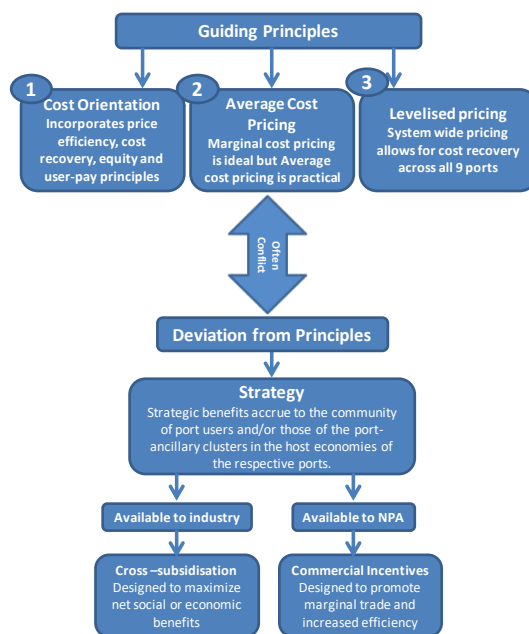 Guiding Principles
1
Cost Orientation
Incorporates price
efficiency, cost
recovery, equity and
user-pay principles
2
Average Cost
Pricing
Marginal cost pricing
is ideal but Average
cost pricing is practical
3
Levelised pricing
System wide pricing
allows for cost recovery
across all 9 ports
Often
Conflict
Deviation from Principles
Strategy
Strategic benefits accrue to the community
of port users and/or those of the port-
ancillary clusters in the host economies of
the respective ports.
Available to industry
Available to NPA
Cross –subsidisation
Designed to maximize
net social or economic
benefits
Commercial Incentives
Designed to promote
marginal trade and
increased efficiency